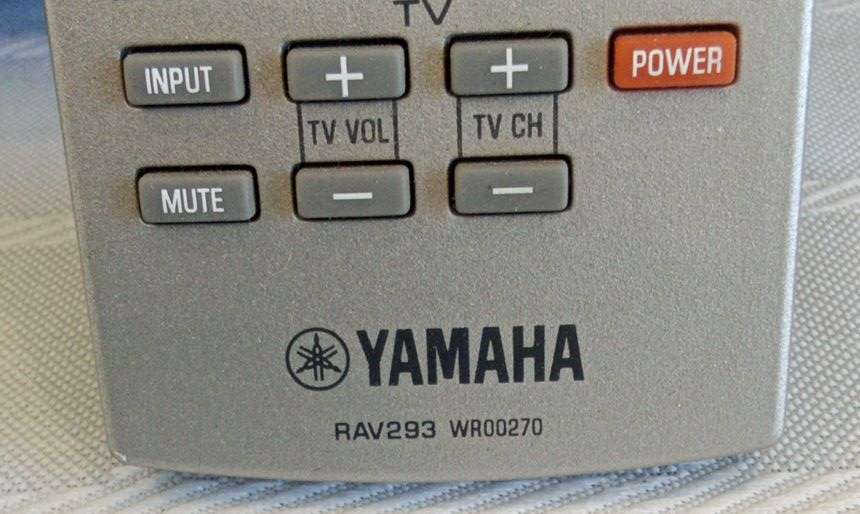 TV
INPUT + + POWER
TV VOL TV CH
MUTE - -
YAMAHA
RAV293 WR00270